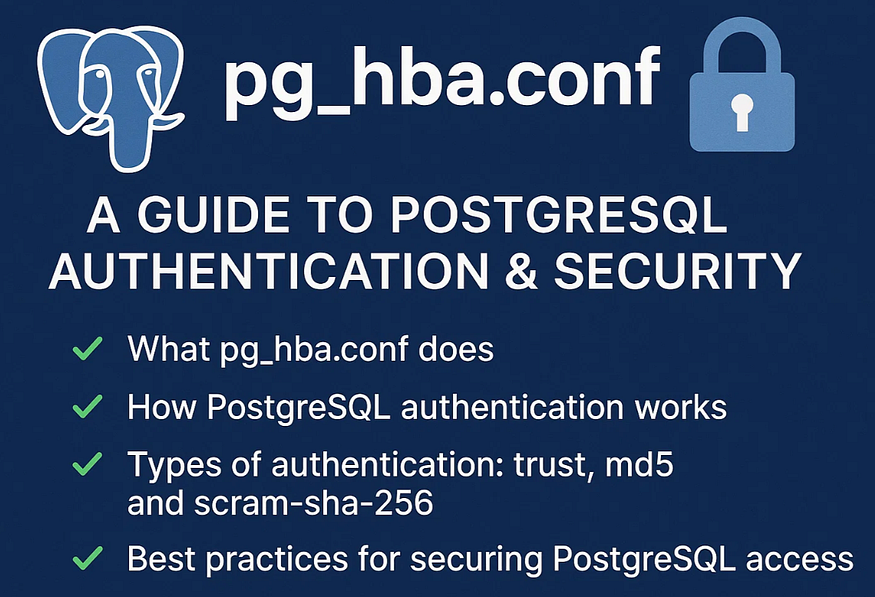 pg_hba.conf
A GUIDE TO POSTGRESQL
AUTHENTICATION & SECURITY
What pg_hba.conf does
How PostgreSQL authentication works
Types of authentication: trust, md5
and scram-sha-256
Best practices for securing PostgreSQL access